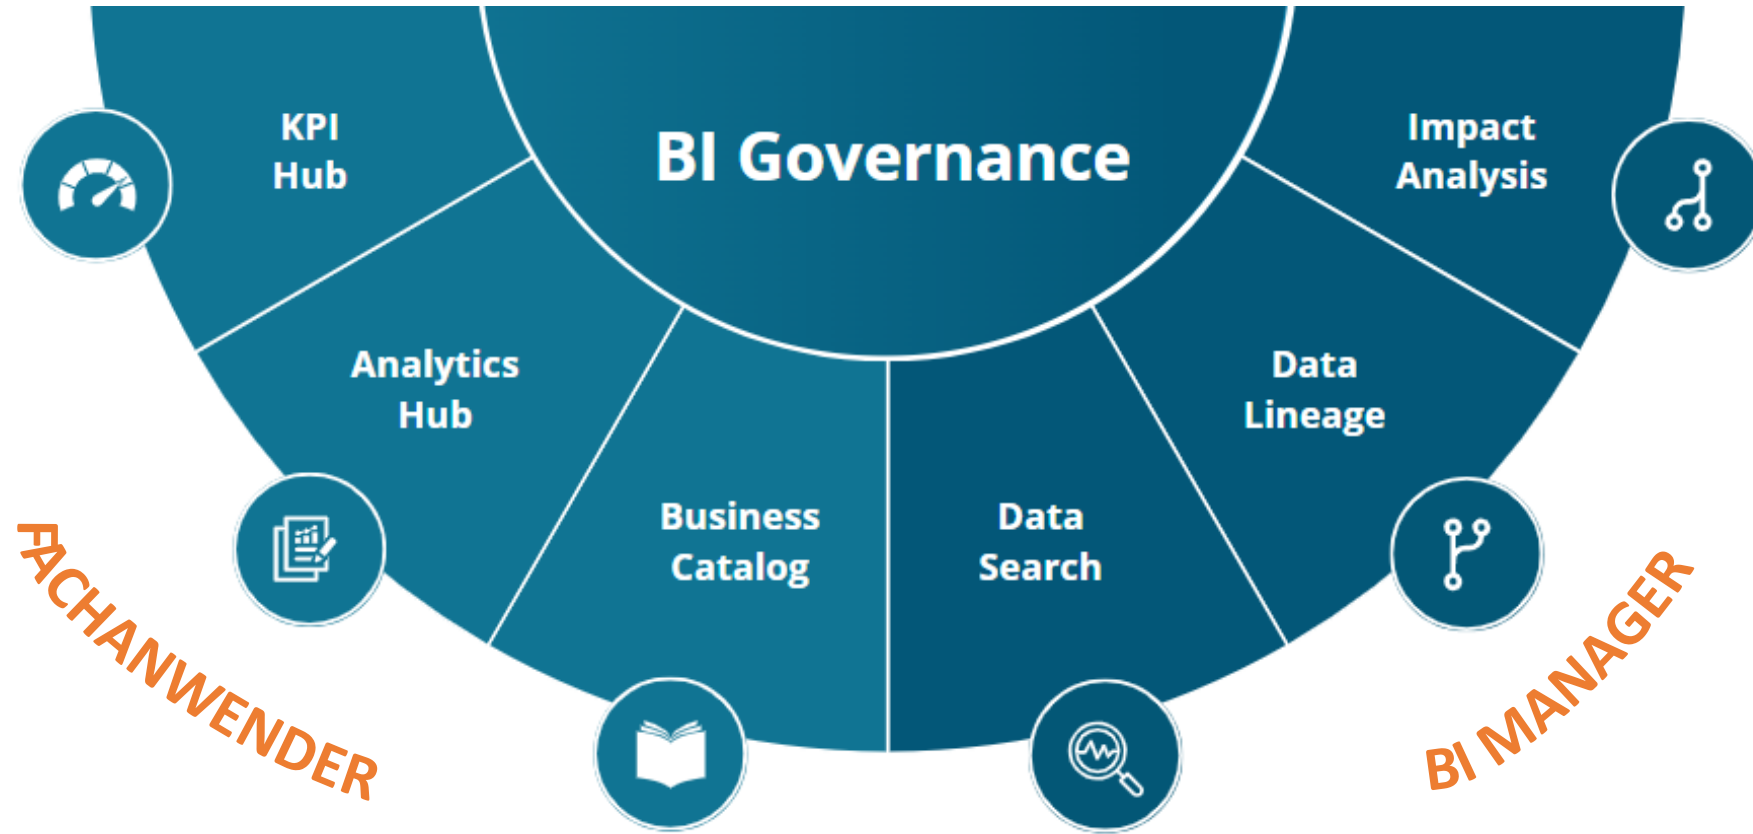 BI Governance
KPI
Hub
Analytics
Hub
Business
Catalog
Data
Search
Data
Lineage
Impact
Analysis
FACHANWENDER
BI MANAGER